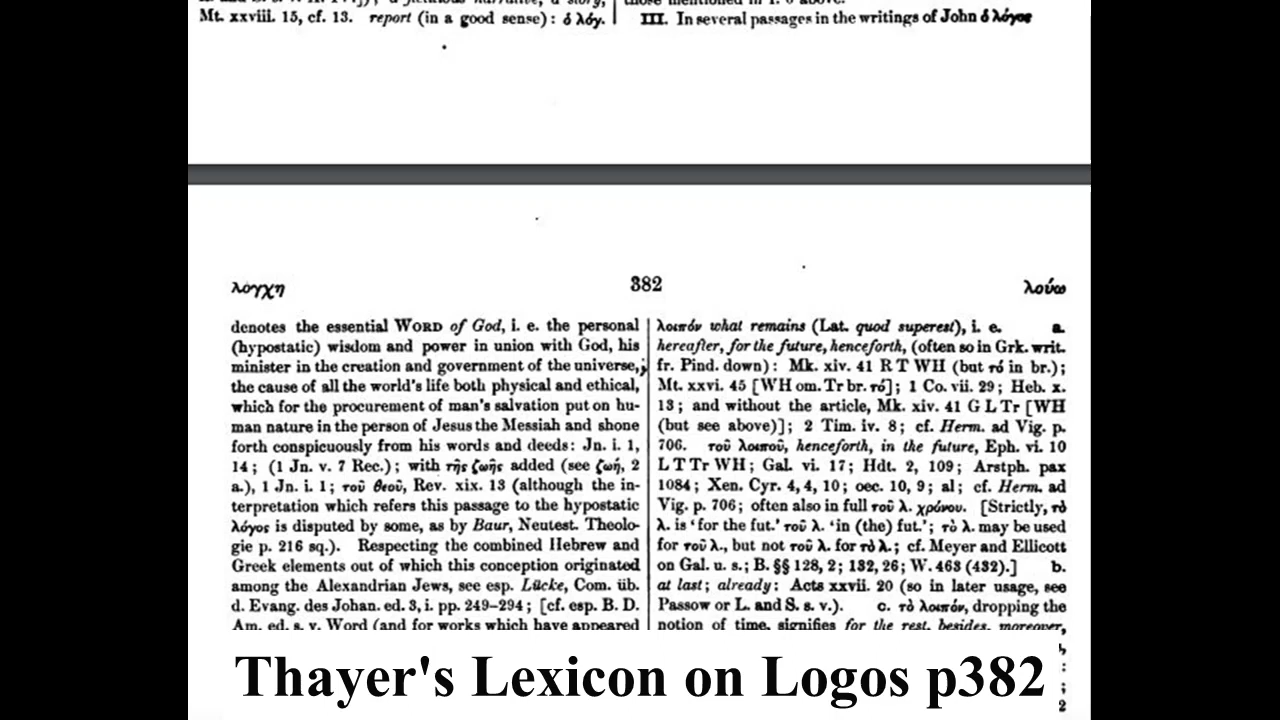 Mt. xxviii. 15, cf. 13. report (in a good sense): ὁ λόγ.
III. In several passages in the writings of John ὁ λόγος
λόγχη
382
λούω
denotes the essential WORD of God, i. e. the personal
(hypostatic) wisdom and power in union with God, his
minister in the creation and government of the universe,
the cause of all the world's life both physical and ethical,
which for the procurement of man's salvation put on hu-
man nature in the person of Jesus the Messiah and shone
forth conspicuously from his words and deeds: Jn. i. 1,
14; (1 Jn. v. 7 Rec.); with τῆς ζωῆς added (see ζωή, 2
a.), 1 Jn. i. 1; τοῦ θεοῦ, Rev. xix. 13 (although the in-
terpretation which refers this passage to the hypostatic
λόγος is disputed by some, as by Baur, Neutest. Theolo-
gie p. 216 sq.). Respecting the combined Hebrew and
Greek elements out of which this conception originated
among the Alexandrian Jews, see esp. Lücke, Com. üb.
d. Evang. des Johan. ed. 3, i. pp. 249–294; [cf. esp. B. D.
Am. ed. s. v. Word (and for works which have appeared
λοιπόν what remains (Lat. quod superest), i. e. a.
hereafter, for the future, henceforth, (often so in Grk. writ.
fr. Pind. down): Mk. xiv. 41 R T WH (but τό in br.);
Mt. xxvi. 45 [WH om. Tr br. τό]; 1 Co. vii. 29; Heb. x.
13; and without the article, Mk. xiv. 41 G L Tr [WH
(but see above)]; 2 Tim. iv. 8; cf. Herm. ad Vig. p.
706. τοῦ λοιποῦ, henceforth, in the future, Eph. vi. 10
L T Tr WH; Gal. vi. 17; Hdt. 2, 109; Arstph. pax
1084; Xen. Cyr. 4, 4, 10; oec. 10, 9; al; cf. Herm. ad
Vig. p. 706; often also in full τοῦ λ. χρόνου. [Strictly, τὸ
λ. is 'for the fut.' τοῦ λ. 'in (the) fut.'; τὸ λ. may be used
for τοῦ λ., but not τοῦ λ. for τὸ λ.; cf. Meyer and Ellicott
on Gal. u. s.; B. §§ 128, 2; 132, 26; W. 463 (432).] b.
at last; already: Acts xxvii. 20 (so in later usage, see
Passow or L. and S. s. v.). c. τὸ λοιπόν, dropping the
notion of time, signifies for the rest, besides, moreover,
Thayer's Lexicon on Logos p382